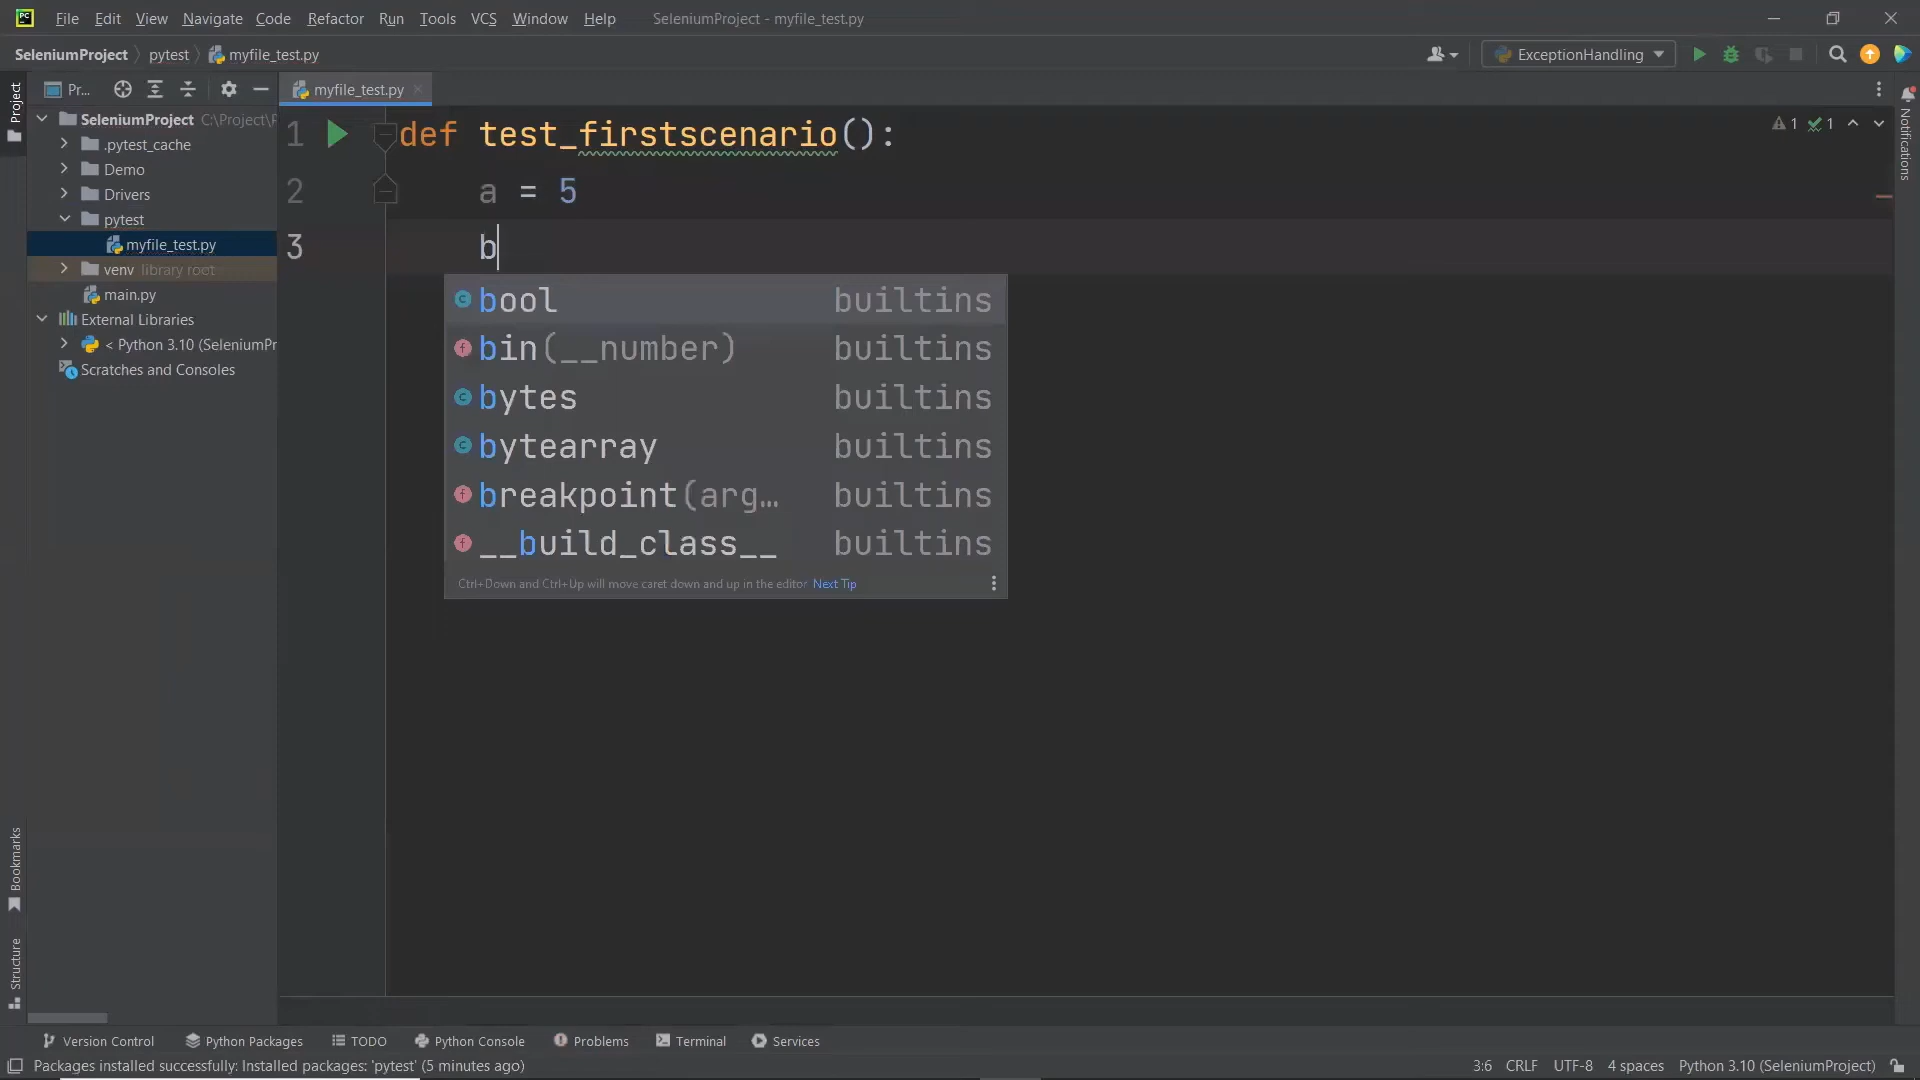 PC File Edit View Navigate Code Refactor Run Tools VCS Window Help SeleniumProject - myfile_test.py
SeleniumProject pytest myfile_test.py ExceptionHandling
Project Pr... myfile_test.py Notifications
SeleniumProject C:\Project\P
.pytest_cache
Demo
Drivers
pytest
myfile_test.py
venv library root
main.py
External Libraries
< Python 3.10 (SeleniumPr
Scratches and Consoles
1 def test_firstscenario(): 1 1
2 a = 5
3 b
bool builtins
bin(__number) builtins
bytes builtins
bytearray builtins
breakpoint(arg… builtins
__build_class__ builtins
Ctrl+Down and Ctrl+Up will move caret down and up in the editor Next Tip
Bookmarks
Structure
Version Control Python Packages TODO Python Console Problems Terminal Services
Packages installed successfully: Installed packages: 'pytest' (5 minutes ago) 3:6 CRLF UTF-8 4 spaces Python 3.10 (SeleniumProject)